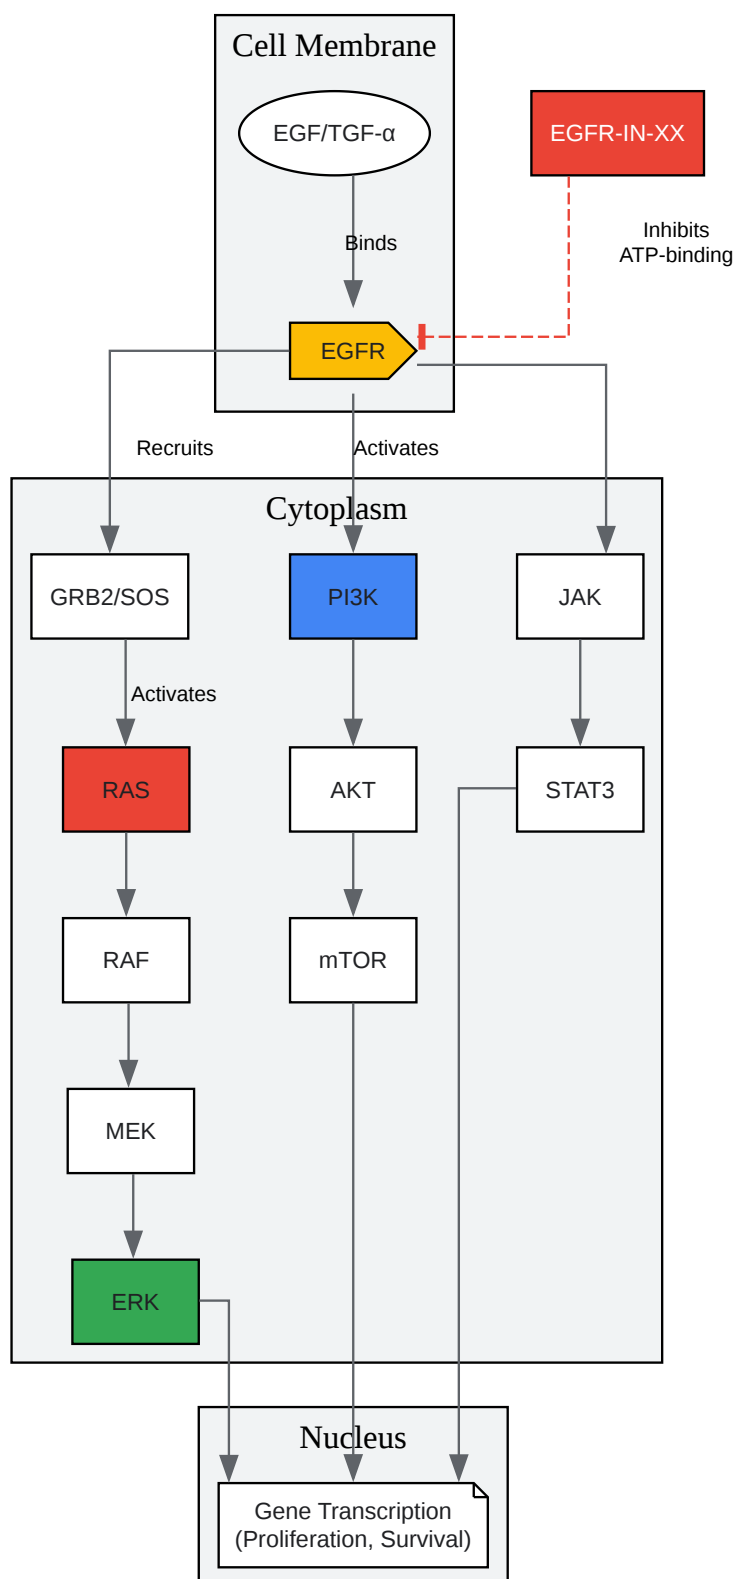 Cell Membrane
EGF/TGF-α
EGFR-IN-XX
Binds
Inhibits
ATP-binding
EGFR
Recruits
Activates
Cytoplasm
GRB2/SOS
PI3K
JAK
Activates
RAS
AKT
STAT3
RAF
mTOR
MEK
ERK
Nucleus
Gene Transcription
(Proliferation, Survival)